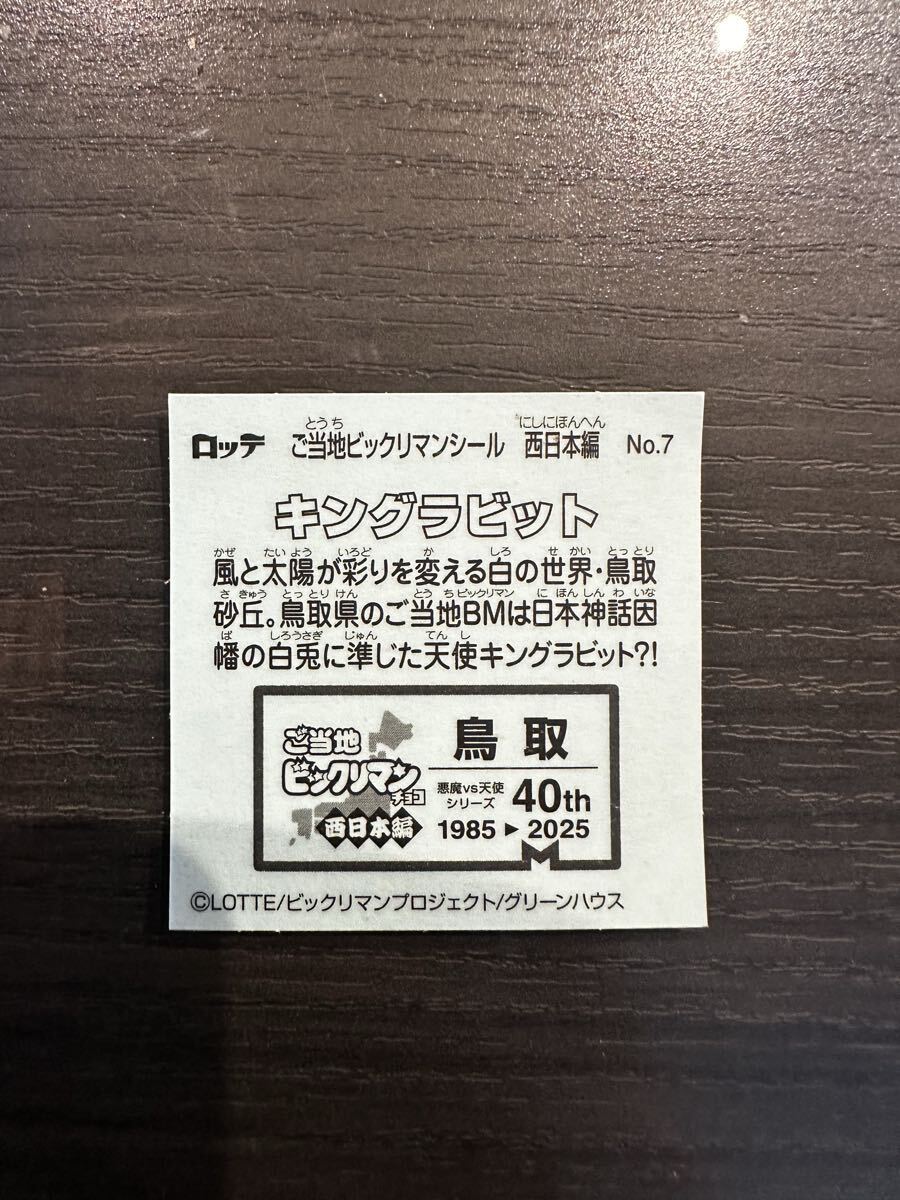 ロッテ ご当地ビックリマンシール 西日本編 No.7
とうち にしにほんへん
キングラビット
かぜ たいよう いろど か しろ せかい とっとり
風と太陽が彩りを変える白の世界・鳥取
さきゅう とっとりけん とうち ビックリマン にほんしんわ いな
砂丘。鳥取県のご当地BMは日本神話因
ば しろうさぎ じゅん てんし
幡の白兎に準じた天使キングラビット?!
ご当地
ビックリマン
チョコ
西日本編
鳥取
悪魔vs天使
シリーズ 40th
1985▶2025
©LOTTE/ビックリマンプロジェクト/グリーンハウス